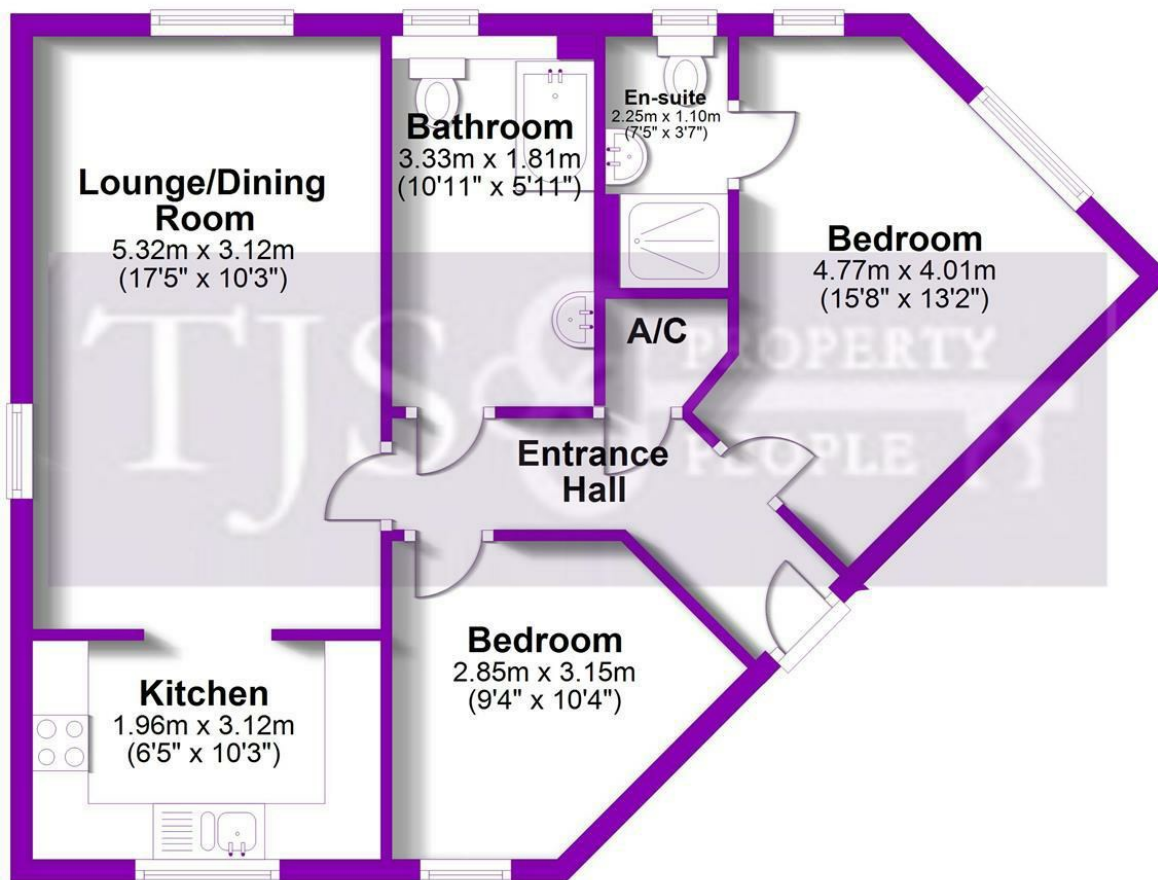 Lounge/Dining
Room
5.32m x 3.12m
(17'5" x 10'3")
Bathroom
3.33m x 1.81m
(10'11" x 5'11")
En-suite
2.25m x 1.10m
(7'5" x 3'7")
Bedroom
4.77m x 4.01m
(15'8" x 13'2")
A/C
Entrance
Hall
Bedroom
2.85m x 3.15m
(9'4" x 10'4")
Kitchen
1.96m x 3.12m
(6'5" x 10'3")
TJS&
PROPERTY
PEOPLE